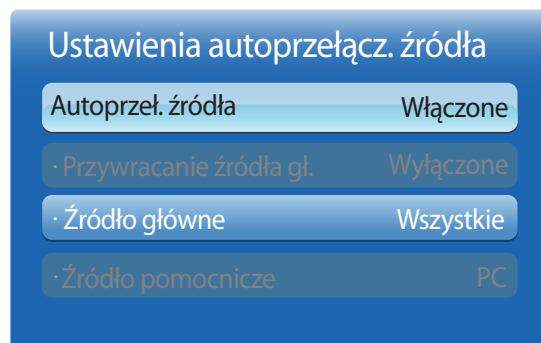 Ustawienia autoprzełącz. źródła
Autoprzeł. źródła Włączone
· Przywracanie źródła gł. Wyłączone
· Źródło główne Wszystkie
· Źródło pomocnicze PC